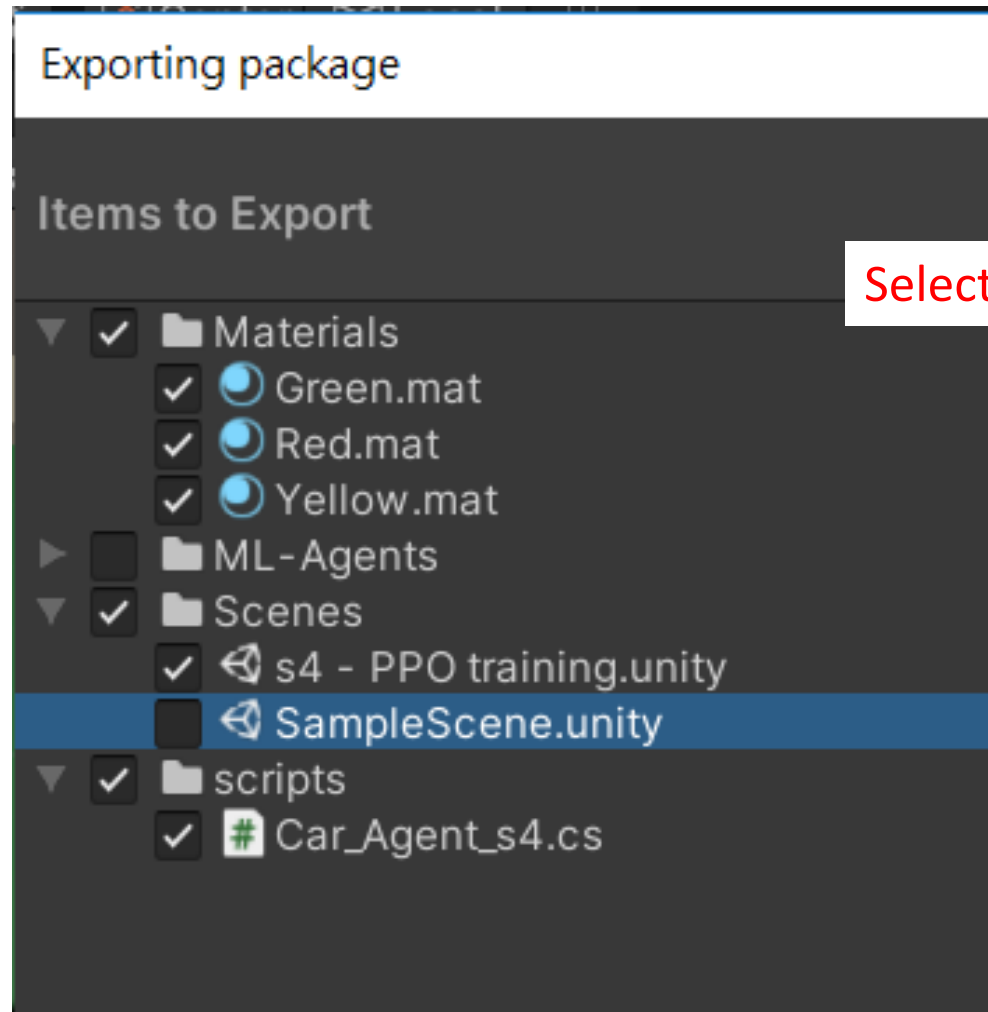 Exporting package
Items to Export
Select
Materials
Green.mat
Red.mat
Yellow.mat
ML-Agents
Scenes
s4 - PPO training.unity
SampleScene.unity
scripts
# Car_Agent_s4.cs